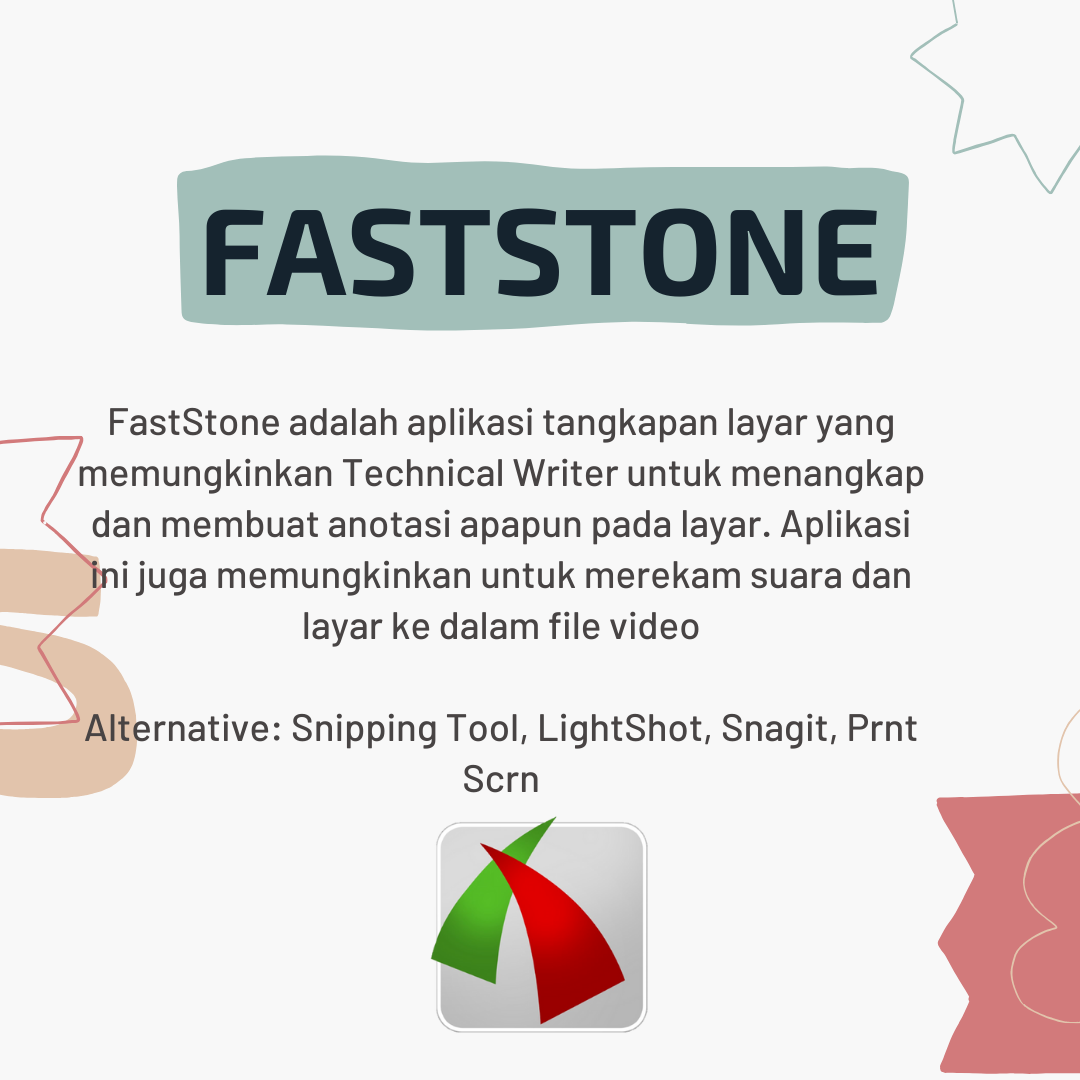 FASTSTONE
FastStone adalah aplikasi tangkapan layar yang
memungkinkan Technical Writer untuk menangkap
dan membuat anotasi apapun pada layar. Aplikasi
ini juga memungkinkan untuk merekam suara dan
layar ke dalam file video
Alternative: Snipping Tool, LightShot, Snagit, Prnt
Scrn